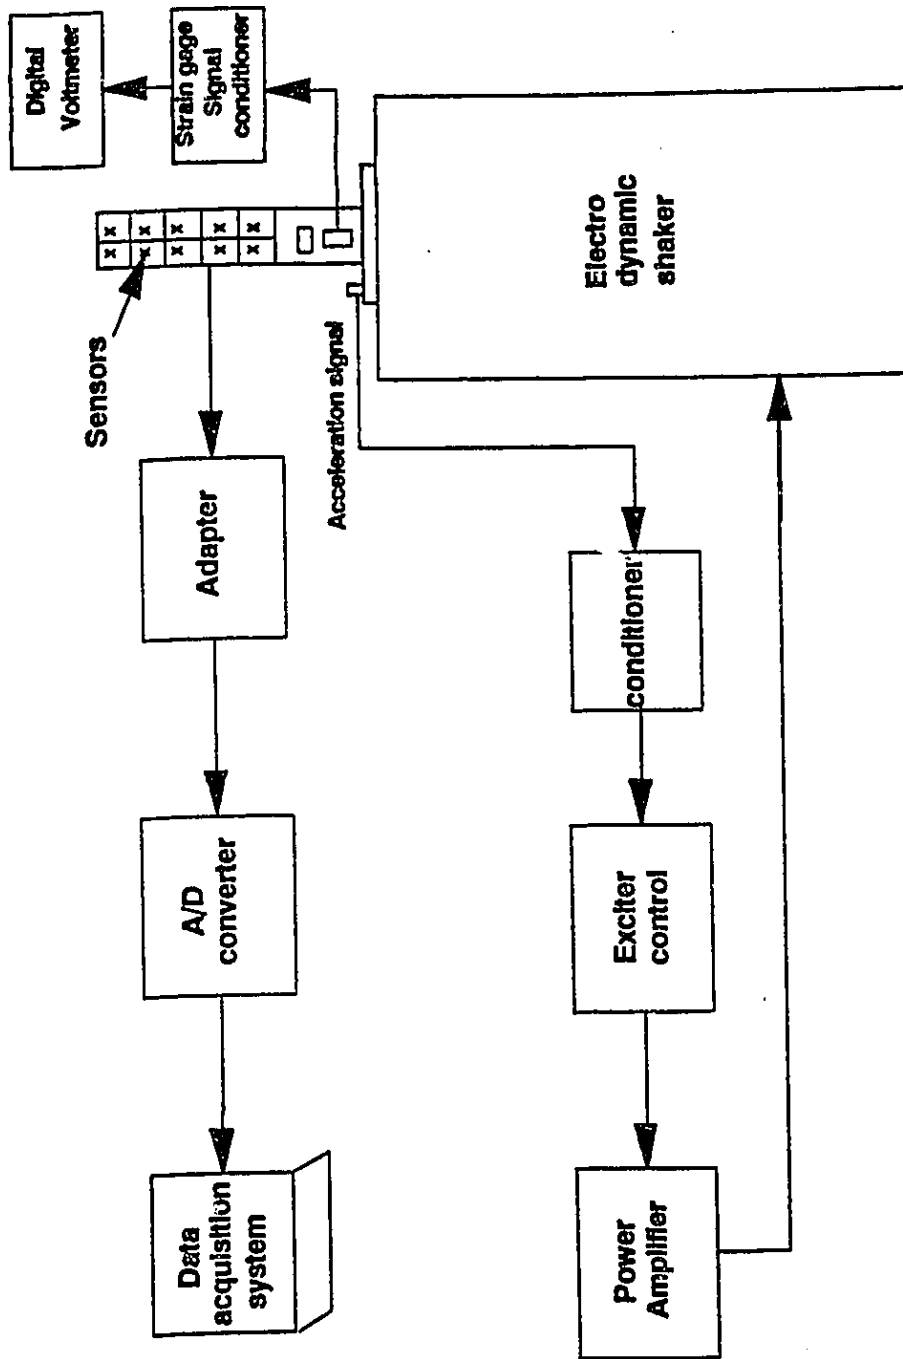 Data
acquisition
system
A/D
converter
Adapter
Sensors
Strain gage
Signal
conditioner
Digital
Voltmeter
Acceleration signal
Power
Amplifier
Exciter
control
conditioner
Electro
dynamic
shaker